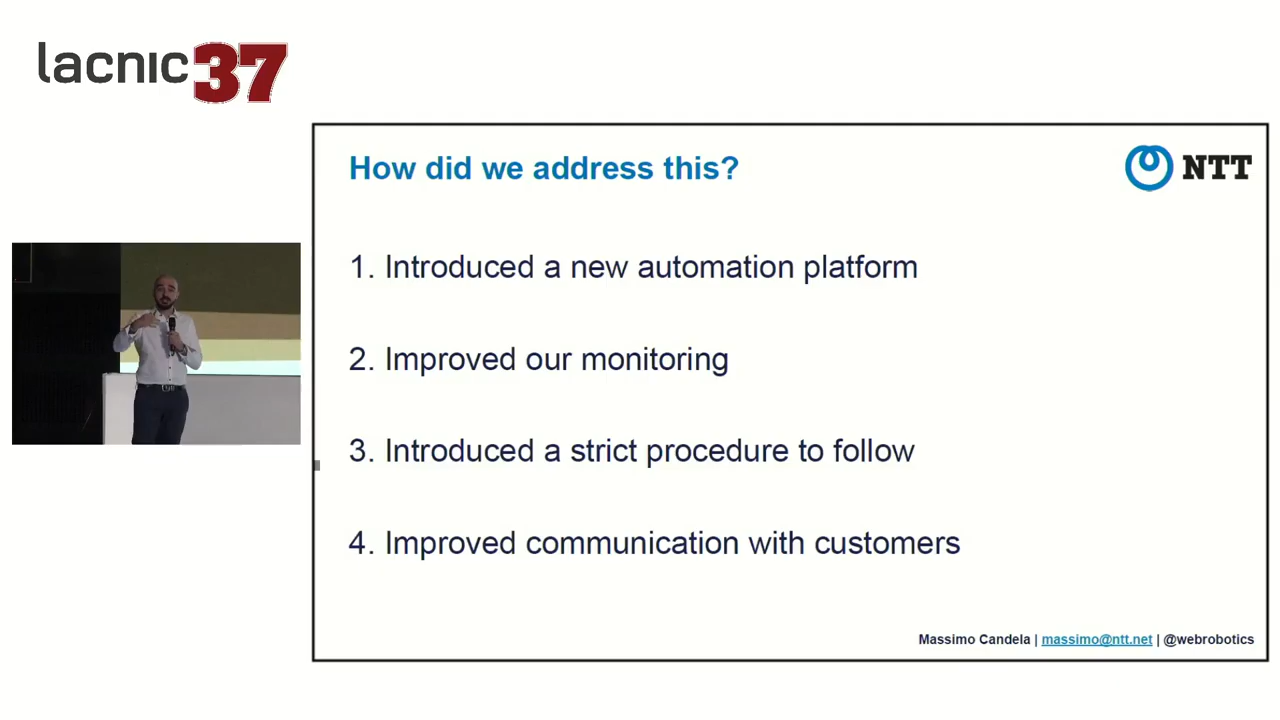 lacnic37
How did we address this?
NTT
1. Introduced a new automation platform
2. Improved our monitoring
3. Introduced a strict procedure to follow
4. Improved communication with customers
Massimo Candela | massimo@ntt.net | @webrobotics